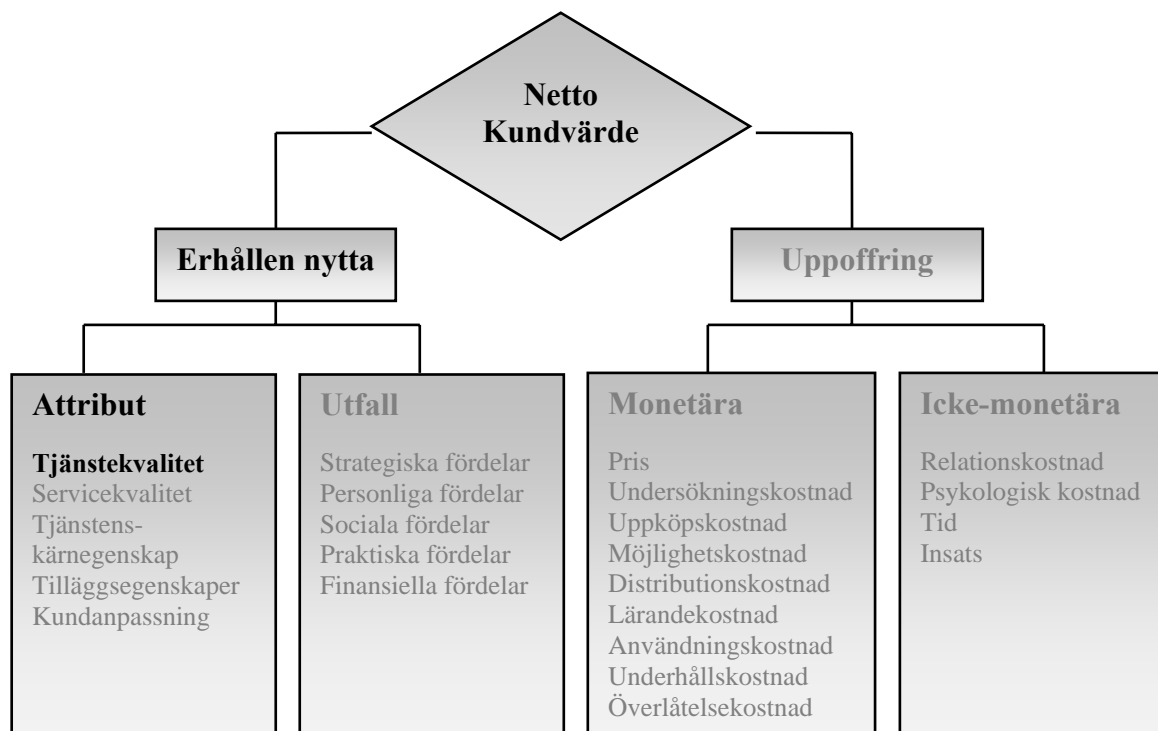 Netto
Kundvärde
Erhållen nytta
Uppoffring
Attribut
Tjänstekvalitet
Servicekvalitet
Tjänstens-
kärnegenskap
Tilläggsegenskaper
Kundanpassning
Utfall
Strategiska fördelar
Personliga fördelar
Sociala fördelar
Praktiska fördelar
Finansiella fördelar
Monetära
Pris
Undersökningskostnad
Uppköpskostnad
Möjlighetskostnad
Distributionskostnad
Lärandekostnad
Användningskostnad
Underhållskostnad
Överlåtelsekostnad
Icke-monetära
Relationskostnad
Psykologisk kostnad
Tid
Insats